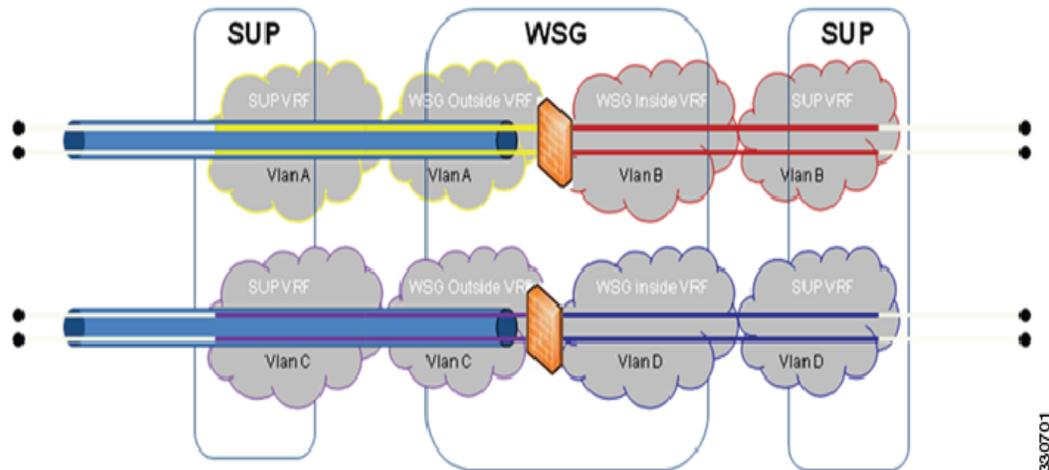 SUP WSG SUP
SUP VRF WSG Outside VRF WSG Inside VRF SUP VRF
Vlan A Vlan A Vlan B Vlan B
SUP VRF WSG Outside VRF WSG inside VRF SUP VRF
Vlan C Vlan C Vlan D Vlan D
330701